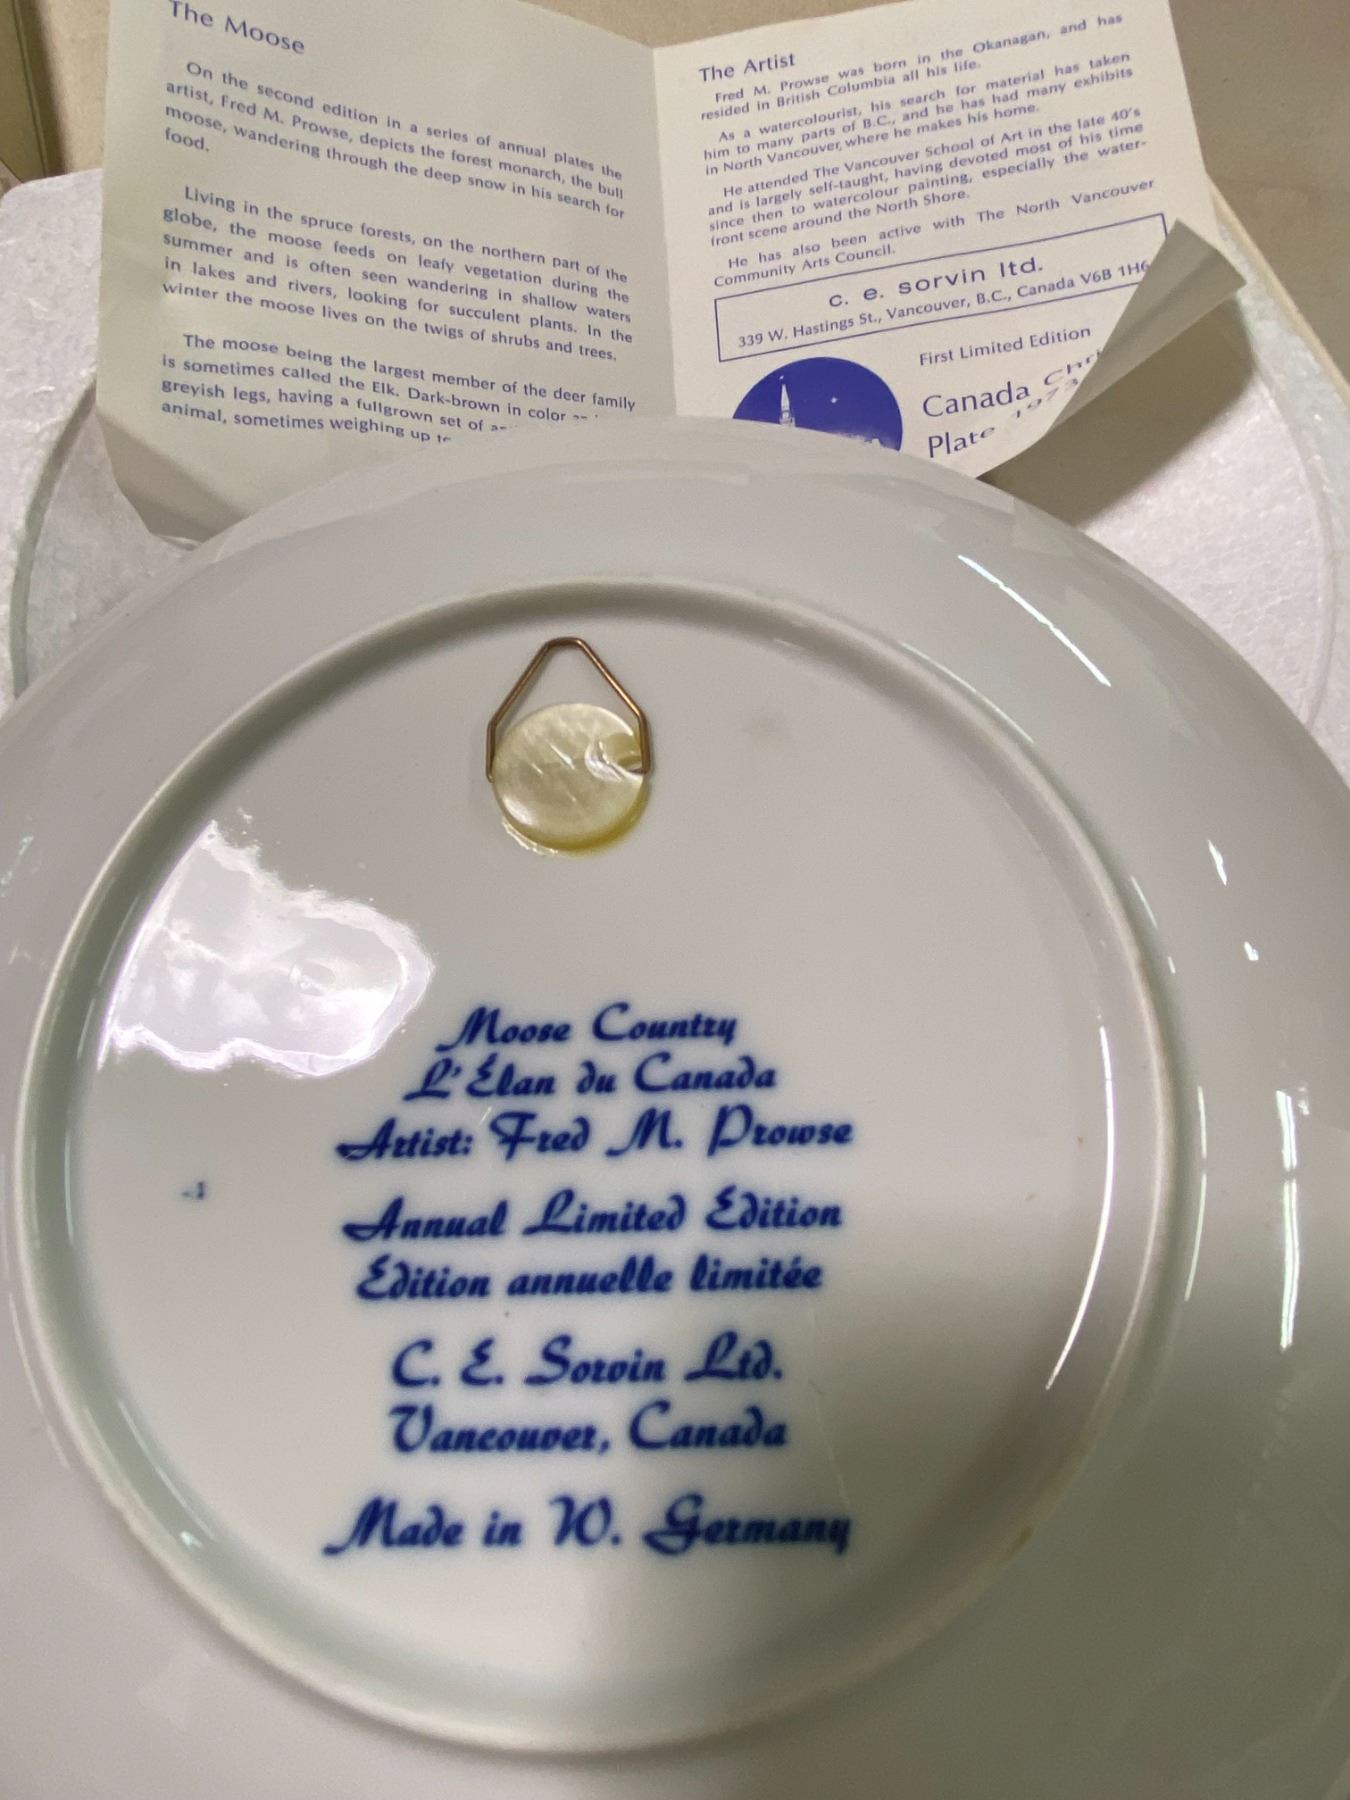 The Moose
On the second edition in a series of annual plates the
artist, Fred M. Prowse, depicts the forest monarch, the bull
moose, wandering through the deep snow in his search for
food.
Living in the spruce forests, on the northern part of the
globe, the moose feeds on leafy vegetation during the
summer and is often seen wandering in shallow waters
in lakes and rivers, looking for succulent plants. In the
winter the moose lives on the twigs of shrubs and trees.
The moose being the largest member of the deer family
is sometimes called the Elk. Dark-brown in color
greyish legs, having a fullgrown set of
animal, sometimes weighing up
The Artist
Fred M. Prowse was born in the Okanagan, and has
resided in British Columbia all his life.
As a watercolourist, his search for material has taken
him to many parts of B.C., and he has had many exhibits
in North Vancouver, where he makes his home.
He attended The Vancouver School of Art in the late 40's
and is largely self-taught, having devoted most of his time
since then to watercolour painting, especially the water-
front scene around the North Shore.
He has also been active with The North Vancouver
Community Arts Council.
c. e. sorvin ltd.
339 W. Hastings St., Vancouver, B.C., Canada V6B 1H6
First Limited Edition
Canada
Plate 1973
Moose Country
L'Élan du Canada
Artist: Fred M. Prowse
Annual Limited Edition
Édition annuelle limitée
C. E. Sorvin Ltd.
Vancouver, Canada
Made in W. Germany